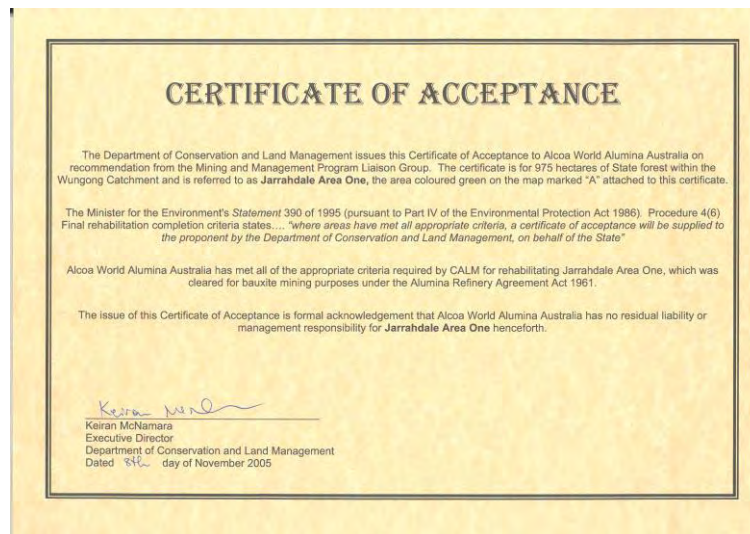 CERTIFICATE OF ACCEPTANCE
The Department of Conservation and Land Management issues this Certificate of Acceptance to Alcoa World Alumina Australia on
recommendation from the Mining and Management Program Liaison Group. The certificate is for 975 hectares of State forest within the
Wungong Catchment and is referred to as Jarrahdale Area One, the area coloured green on the map marked "A" attached to this certificate.
The Minister for the Environment's Statement 390 of 1995 (pursuant to Part IV of the Environmental Protection Act 1986). Procedure 4(6)
Final rehabilitation completion criteria states…. "where areas have met all appropriate criteria, a certificate of acceptance will be supplied to
the proponent by the Department of Conservation and Land Management, on behalf of the State"
Alcoa World Alumina Australia has met all of the appropriate criteria required by CALM for rehabilitating Jarrahdale Area One, which was
cleared for bauxite mining purposes under the Alumina Refinery Agreement Act 1961.
The issue of this Certificate of Acceptance is formal acknowledgement that Alcoa World Alumina Australia has no residual liability or
management responsibility for Jarrahdale Area One henceforth.
Keiran
Keiran McNamara
Executive Director
Department of Conservation and Land Management
Dated 8th day of November 2005